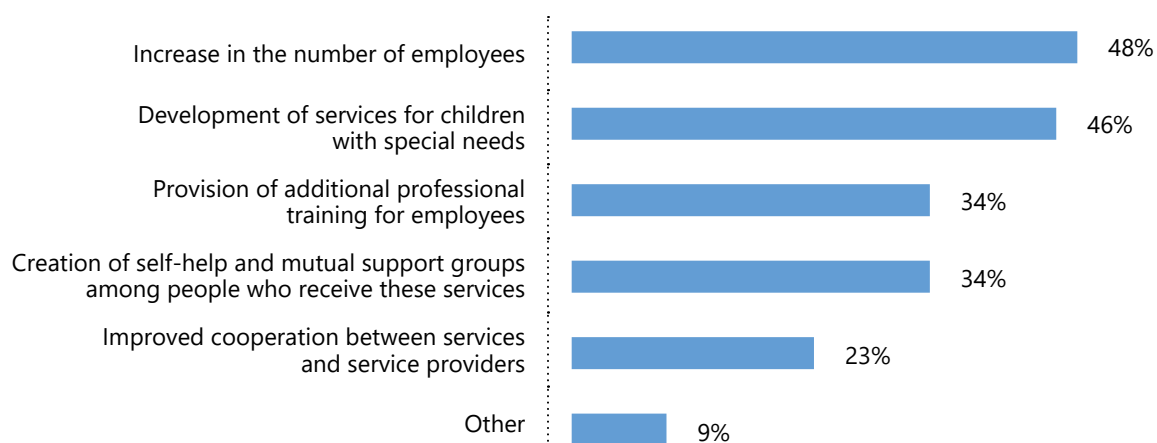 Increase in the number of employees
48%
Development of services for children
with special needs
46%
Provision of additional professional
training for employees
34%
Creation of self-help and mutual support groups
among people who receive these services
34%
Improved cooperation between services
and service providers
23%
Other
9%